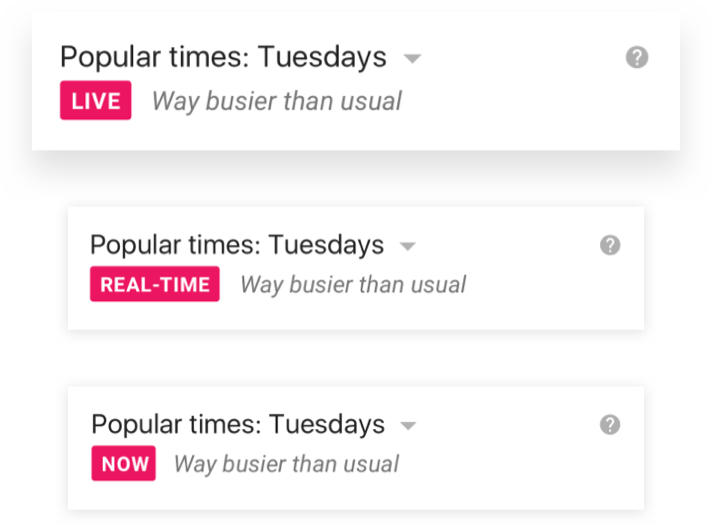 Popular times: Tuesdays
LIVE Way busier than usual
Popular times: Tuesdays
REAL-TIME Way busier than usual
Popular times: Tuesdays
NOW Way busier than usual